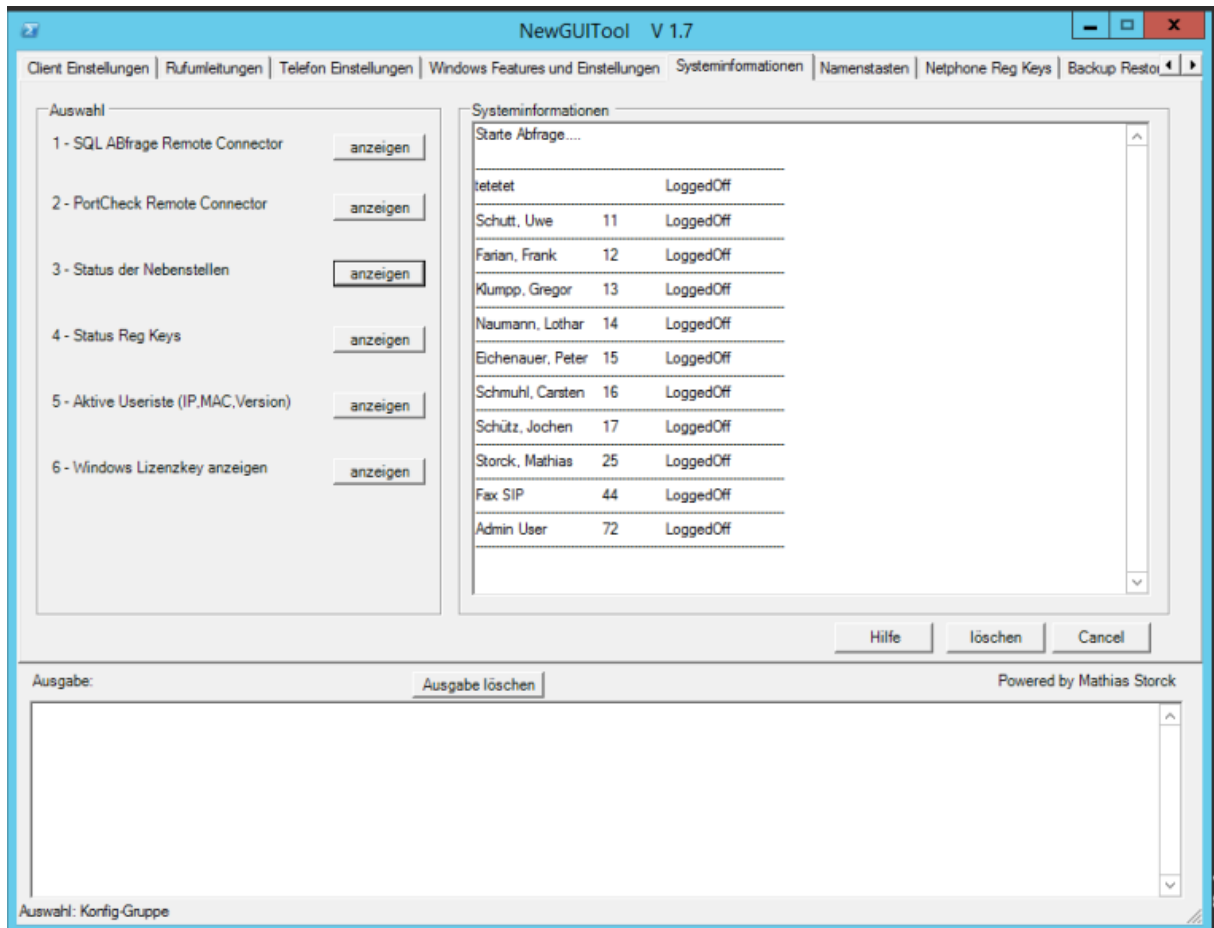 NewGUITool V 1.7
Client Einstellungen Rufumleitungen Telefon Einstellungen Windows Features und Einstellungen Systeminformationen Namenstasten Netphone Reg Keys Backup Restor
Auswahl
1 - SQL ABfrage Remote Connector anzeigen
2 - PortCheck Remote Connector anzeigen
3 - Status der Nebenstellen anzeigen
4 - Status Reg Keys anzeigen
5 - Aktive Useriste (IP,MAC,Version) anzeigen
6 - Windows Lizenzkey anzeigen anzeigen
Systeminformationen
Starte Abfrage....
tetetet LoggedOff
Schutt, Uwe 11 LoggedOff
Farian, Frank 12 LoggedOff
Klumpp, Gregor 13 LoggedOff
Naumann, Lothar 14 LoggedOff
Eichenauer, Peter 15 LoggedOff
Schmuhl, Carsten 16 LoggedOff
Schütz, Jochen 17 LoggedOff
Storck, Mathias 25 LoggedOff
Fax SIP 44 LoggedOff
Admin User 72 LoggedOff
Hilfe löschen Cancel
Ausgabe: Ausgabe löschen Powered by Mathias Storck
Auswahl: Konfig-Gruppe